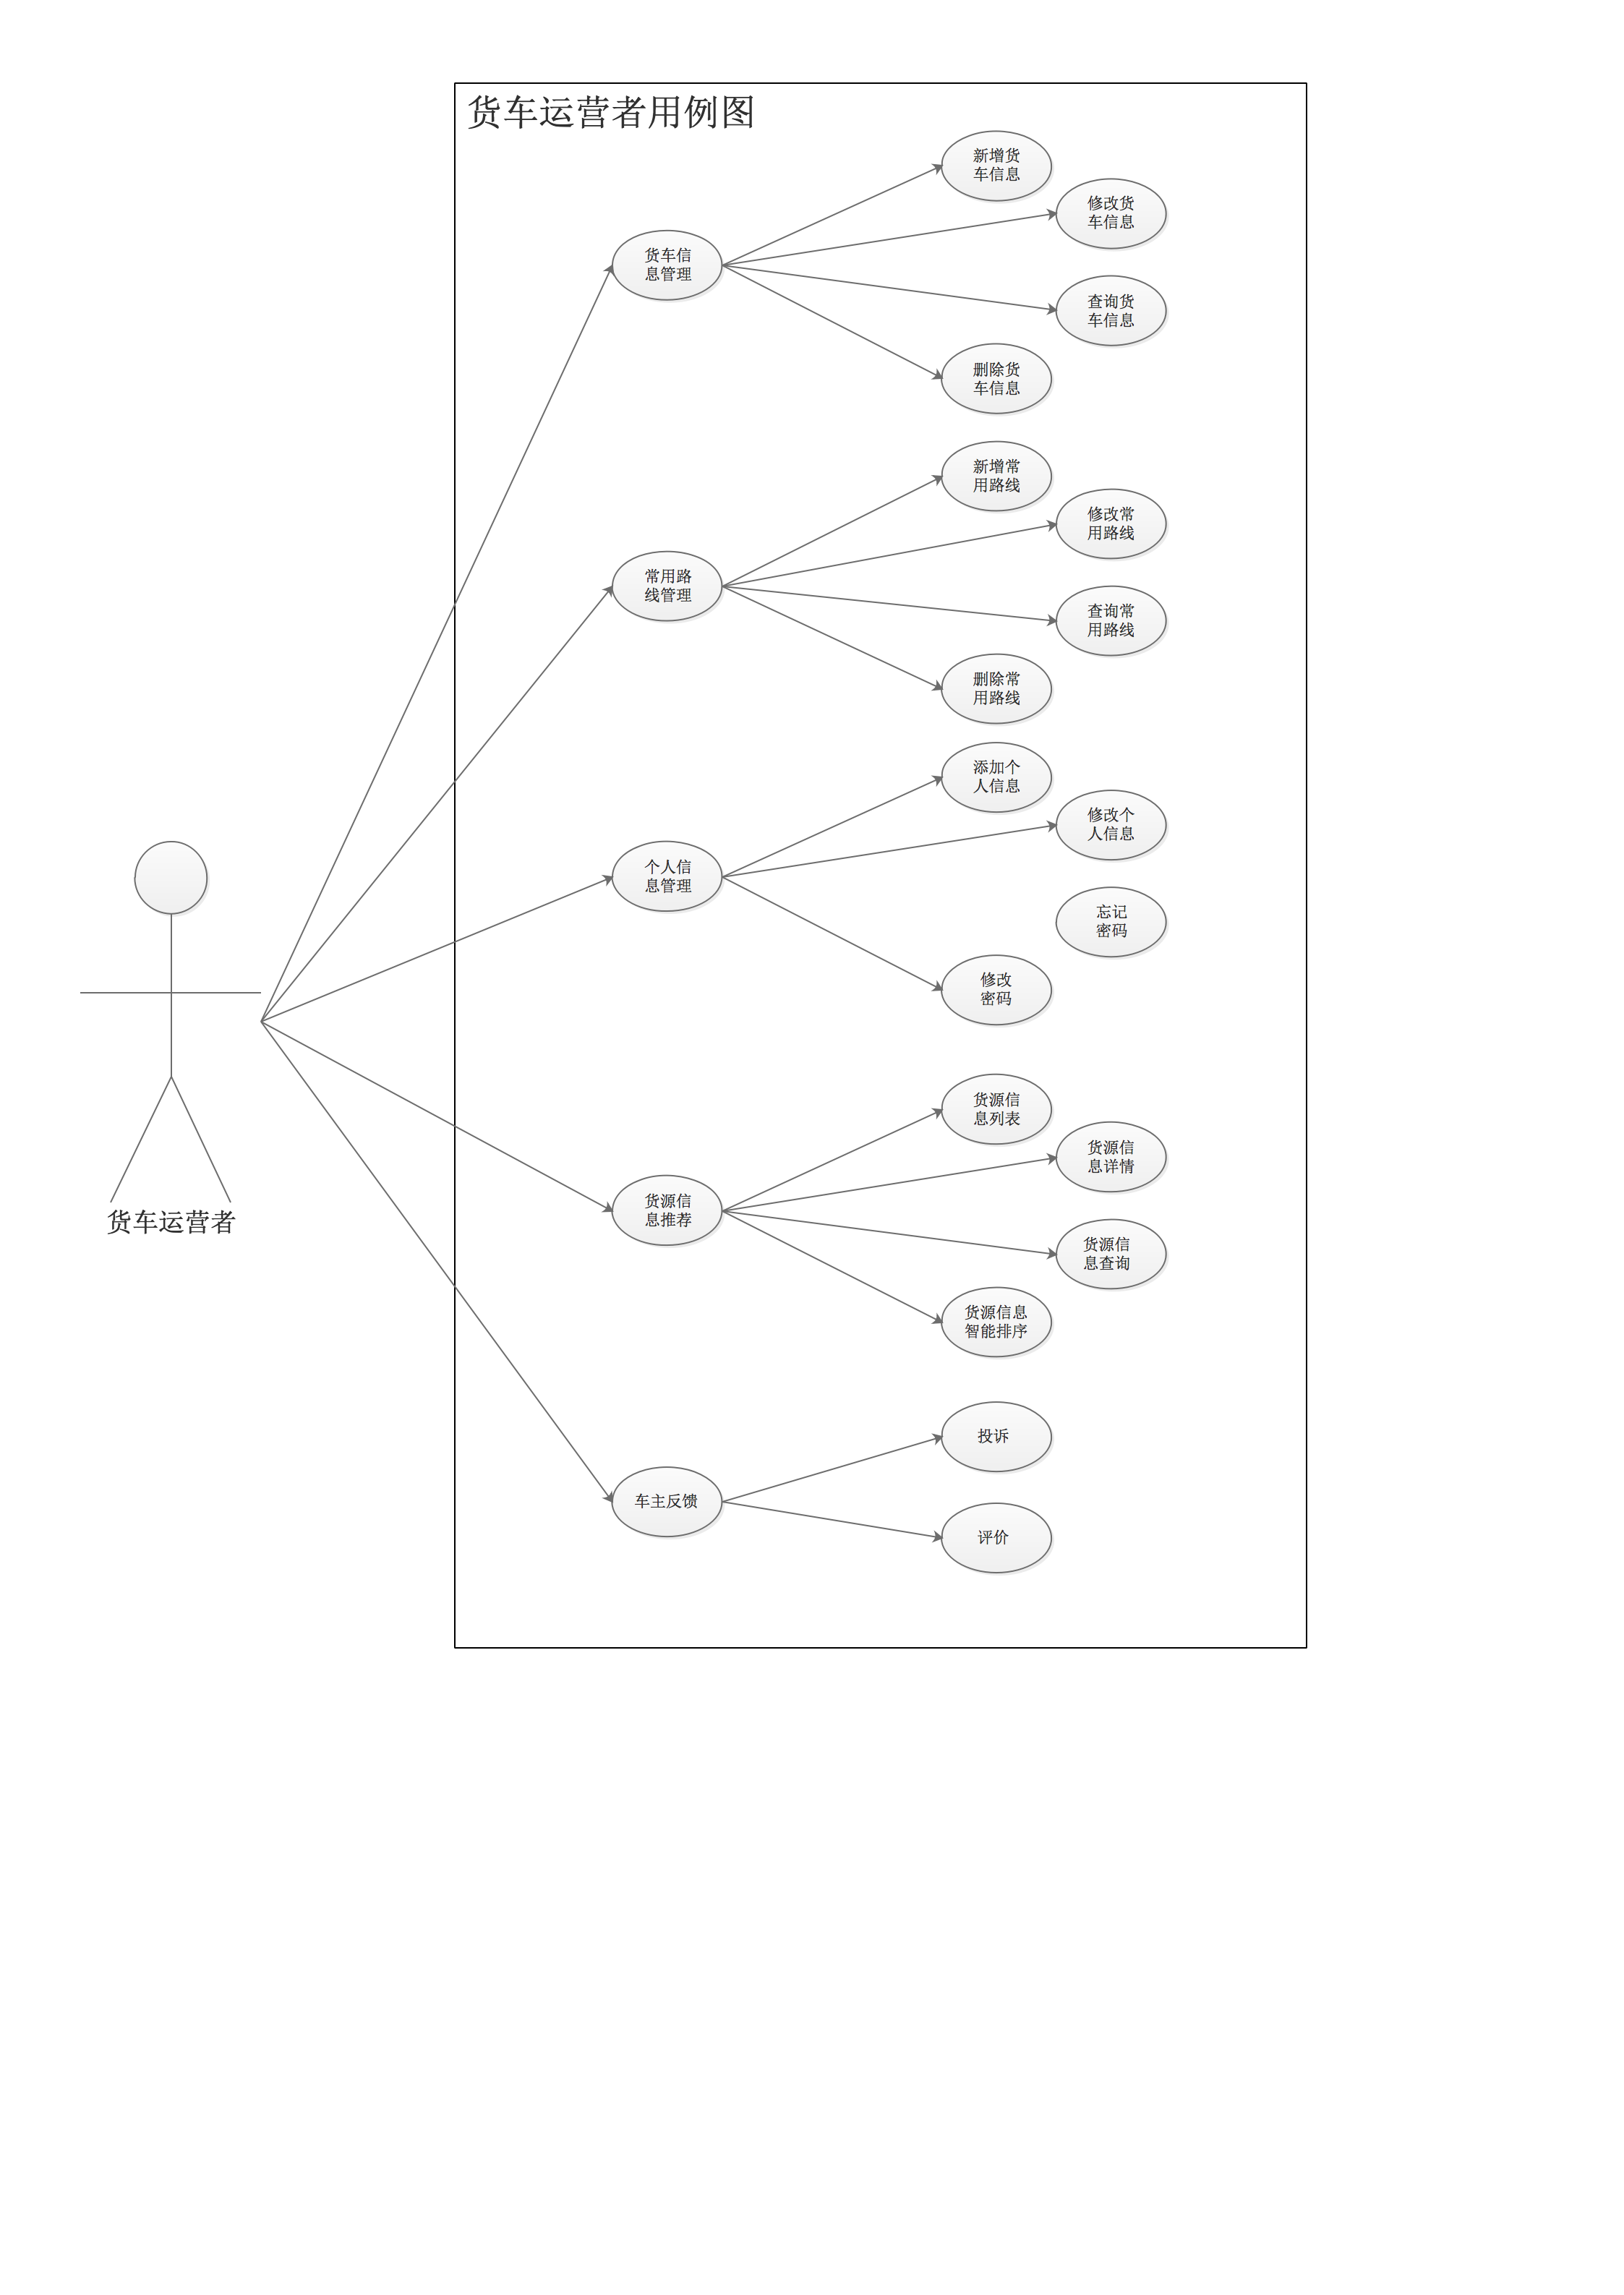 货车运营者用例图
新增货
车信息
修改货
车信息
货车信
息管理
查询货
车信息
删除货
车信息
新增常
用路线
修改常
用路线
常用路
线管理
查询常
用路线
删除常
用路线
添加个
人信息
修改个
人信息
个人信
息管理
忘记
密码
修改
密码
货源信
息列表
货源信
息详情
货源信
息推荐
货车运营者
货源信
息查询
货源信息
智能排序
投诉
车主反馈
评价